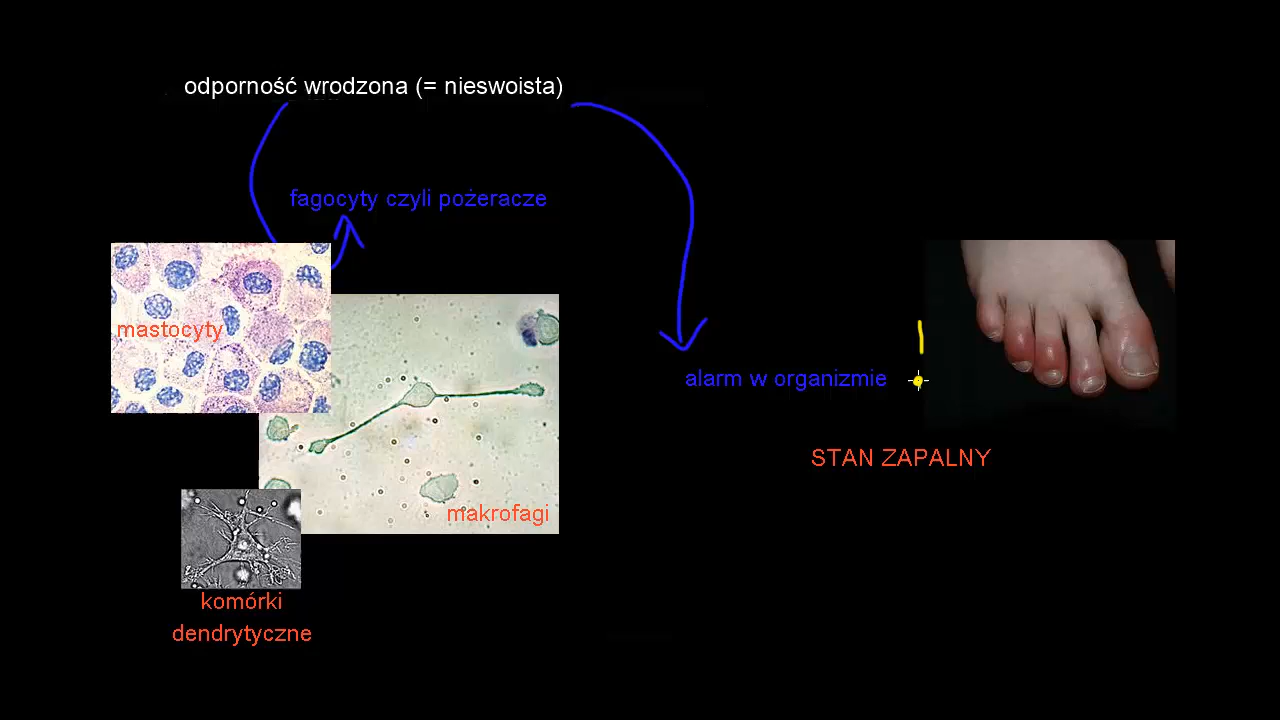 odporność wrodzona (= nieswoista)
fagocyty czyli pożeracze
mastocyty
alarm w organizmie
STAN ZAPALNY
makrofagi
komórki
dendrytyczne